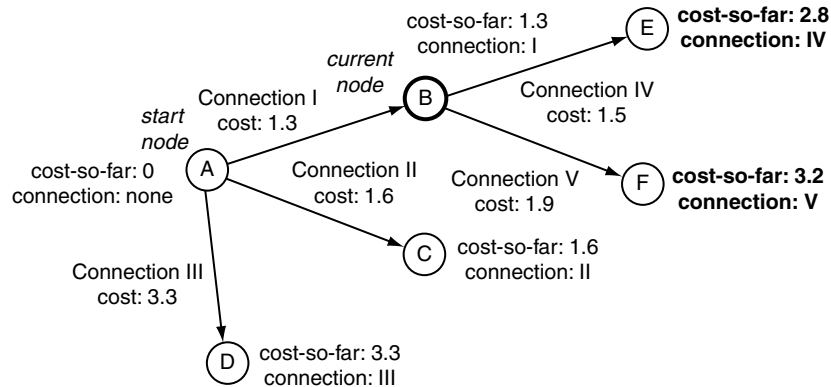 cost-so-far: 1.3
connection: I
E
cost-so-far: 2.8
connection: IV
current
node
B
Connection I
cost: 1.3
Connection IV
cost: 1.5
start
node
A
cost-so-far: 0
connection: none
Connection II
cost: 1.6
Connection V
cost: 1.9
F
cost-so-far: 3.2
connection: V
C
cost-so-far: 1.6
connection: II
Connection III
cost: 3.3
D
cost-so-far: 3.3
connection: III